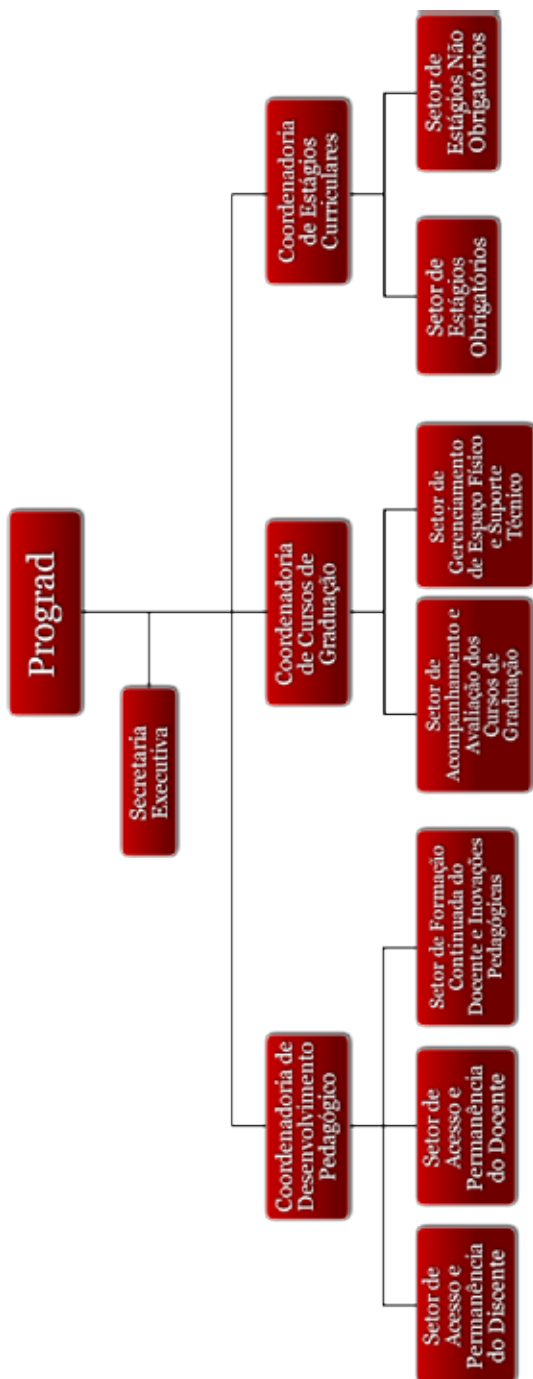 Prograd
Secretaria
Executiva
Coordenadoria de
Desenvolvimento
Pedagógico
Coordenadoria
de Cursos de
Graduação
Coordenadoria
de Estágios
Curriculares
Setor de
Acesso e
Permanência
do Discente
Setor de
Acesso e
Permanência
do Docente
Setor de Formação
Continuada do
Docente e Inovações
Pedagógicas
Setor de
Acompanhamento e
Avaliação dos
Cursos de
Graduação
Setor de
Gerenciamento
de Espaço Físico
e Suporte
Técnico
Setor de
Estágios
Obrigatórios
Setor de
Estágios Não
Obrigatórios